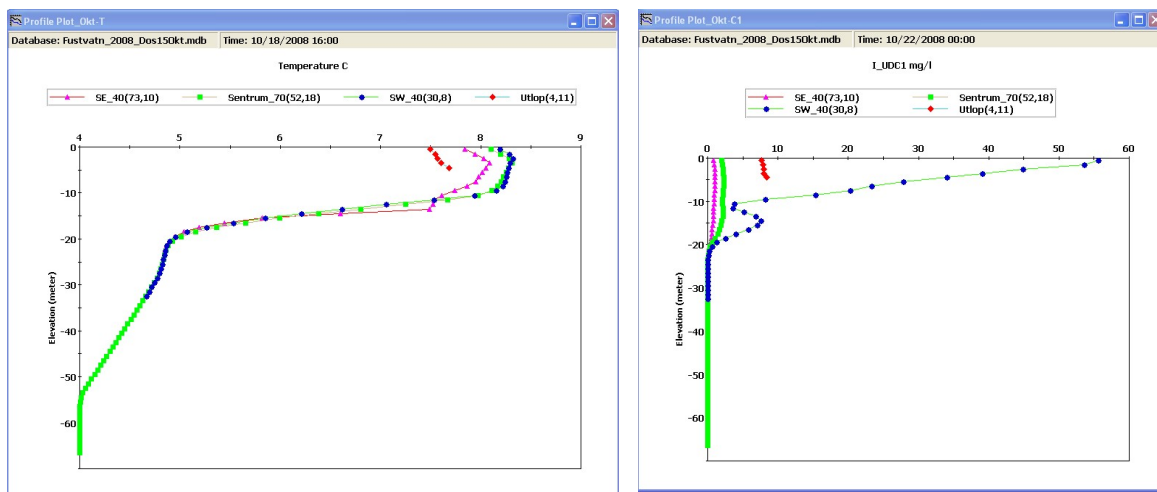 Profile Plot_Okt-T
Database: Fustvatn_2008_Dos150kt.mdb Time: 10/18/2008 16:00
Temperature C
SE_40(73,10) Sentrum_70(52,18) SW_40(30,8) Utlop(4,11)
4 5 6 7 8 9
0
-10
-20
-30
-40
-50
-60
Elevation (meter)
Profile Plot_Okt-C1
Database: Fustvatn_2008_Dos150kt.mdb Time: 10/22/2008 00:00
I_UDC1 mg/l
SE_40(73,10) Sentrum_70(52,18)
SW_40(30,8) Utlop(4,11)
0 10 20 30 40 50 60
0
-10
-20
-30
-40
-50
-60
Elevation (meter)